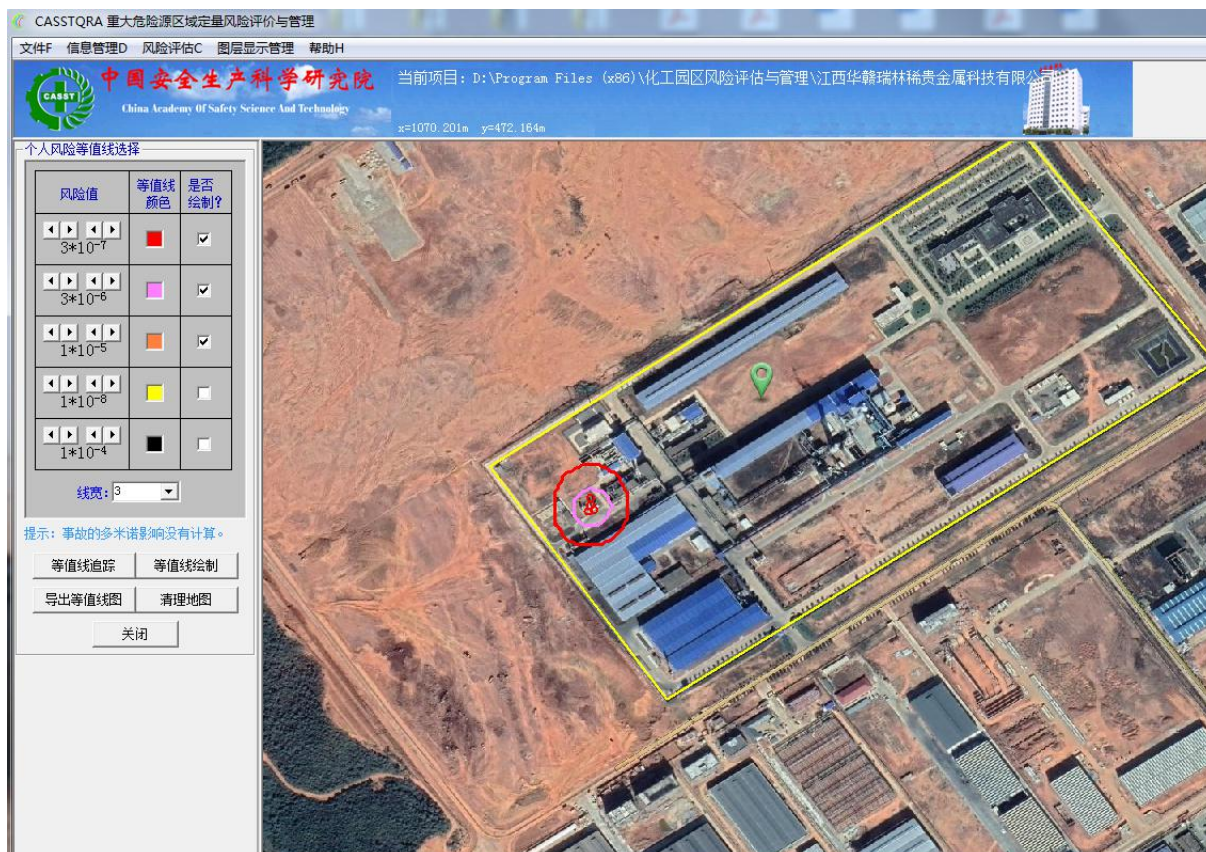 CASSTQRA 重大危险源区域定量风险评价与管理
文件F 信息管理D 风险评估C 图层显示管理 帮助H
CASST
中国安全生产科学研究院
China Academy Of Safety Science And Technology
当前项目: D:\Program Files (x86)\化工园区风险评估与管理\江西华赣瑞林稀贵金属科技有限公司
x=1070.201m y=472.164m
个人风险等值线选择
风险值 等值线颜色 是否绘制?
3*10-7
3*10-6
1*10-5
1*10-8
1*10-4
线宽: 3
提示: 事故的多米诺影响没有计算。
等值线追踪 等值线绘制
导出等值线图 清理地图
关闭